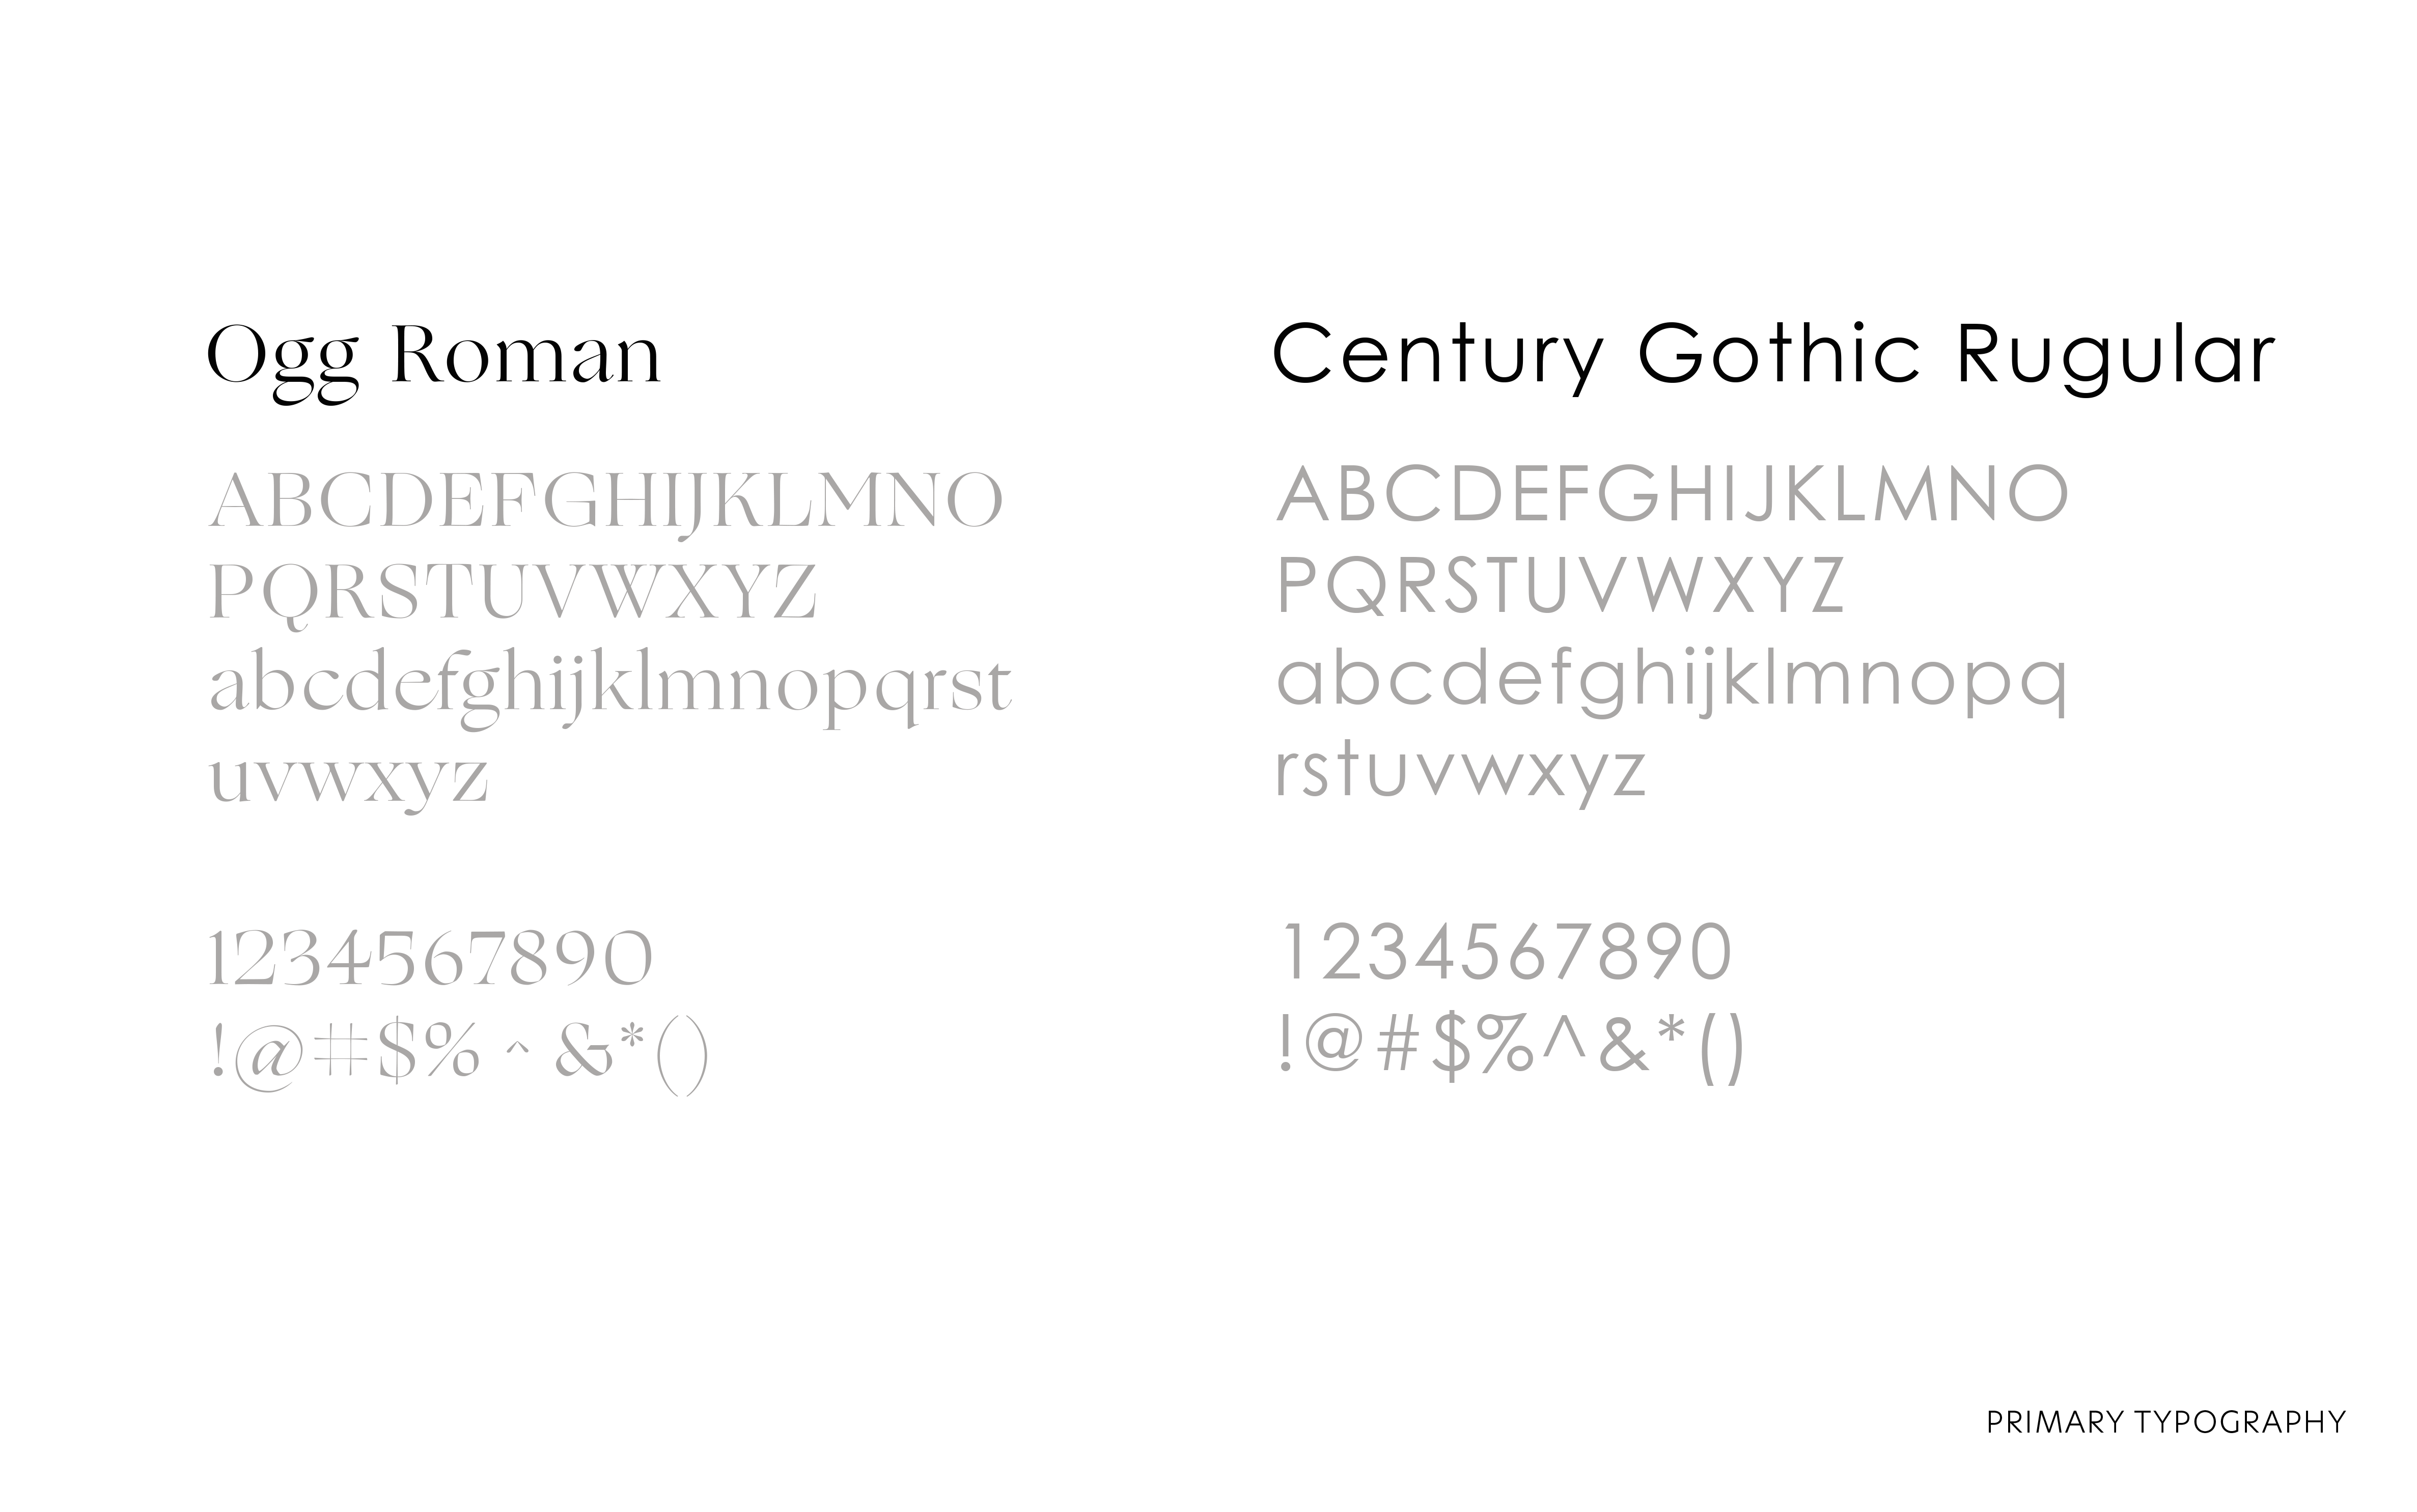 Ogg Roman
ABCDEFGHIJKLMNO
PQRSTUVWXYZ
abcdefghijklmnopqrst
uvwxyz
1234567890
!@#$% ^ &*()
Century Gothic Rugular
ABCDEFGHIJKLMNO
PQRSTUVWXYZ
abcdefghijklmnopq
rstuvwxyz
1234567890
!@#$%^&*()
PRIMARY TYPOGRAPHY